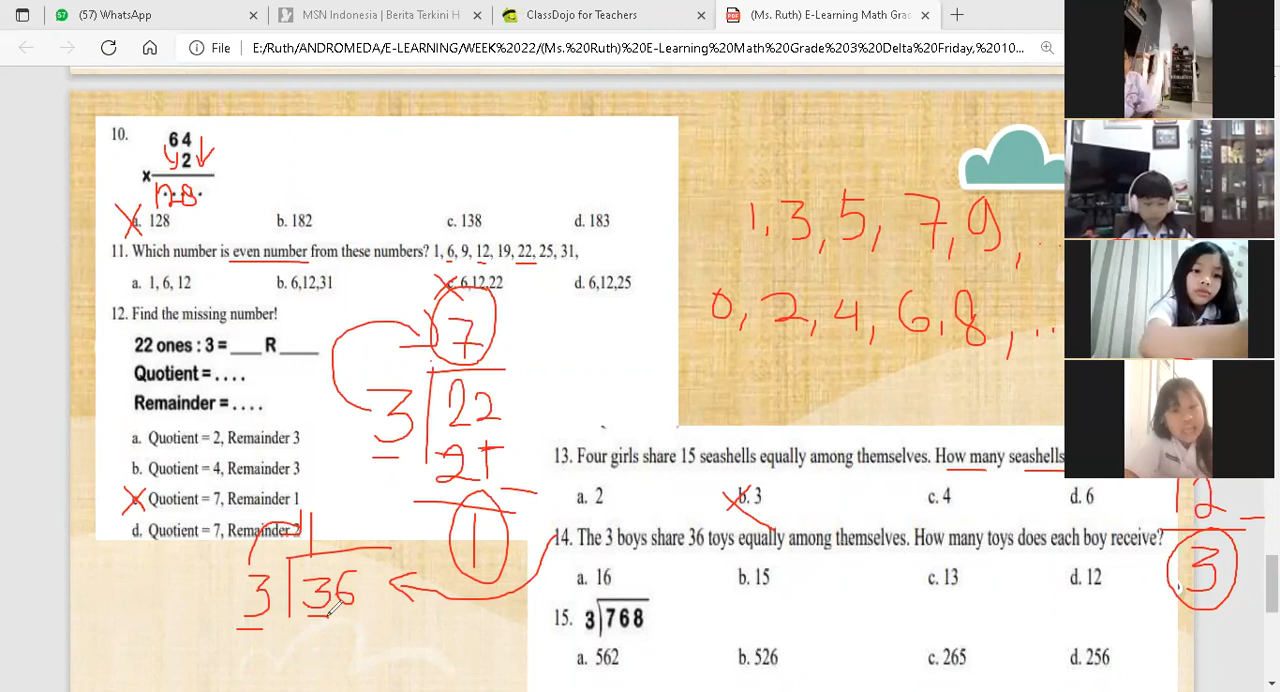 (57) WhatsApp
MSN Indonesia | Berita Terkini H
ClassDojo for Teachers
(Ms. Ruth) E-Learning Math Grad
File
E:/Ruth/ANDROMEDA/E-LEARNING/WEEK%2022/(Ms.%20Ruth)%20E-Learning%20Math%20Grade%203%20Delta%20Friday,%2010...
10.
64
2
x
128
a. 128 b. 182 c. 138 d. 183
11. Which number is even number from these numbers? 1, 6, 9, 12, 19, 22, 25, 31,
a. 1, 6, 12 b. 6,12,31 c. 6,12,22 d. 6,12,25
12. Find the missing number!
22 ones : 3 = ____ R _____
Quotient = . . . .
Remainder = . . . .
a. Quotient = 2, Remainder 3
b. Quotient = 4, Remainder 3
c. Quotient = 7, Remainder 1
d. Quotient = 7, Remainder 2
7
3 22
21
1
1
3 36
1, 3, 5, 7, 9, ...
0, 2, 4, 6, 8, ...
13. Four girls share 15 seashells equally among themselves. How many seashells
a. 2 b. 3 c. 4 d. 6
12 -
3
14. The 3 boys share 36 toys equally among themselves. How many toys does each boy receive?
a. 16 b. 15 c. 13 d. 12
15. 3)768
a. 562 b. 526 c. 265 d. 256